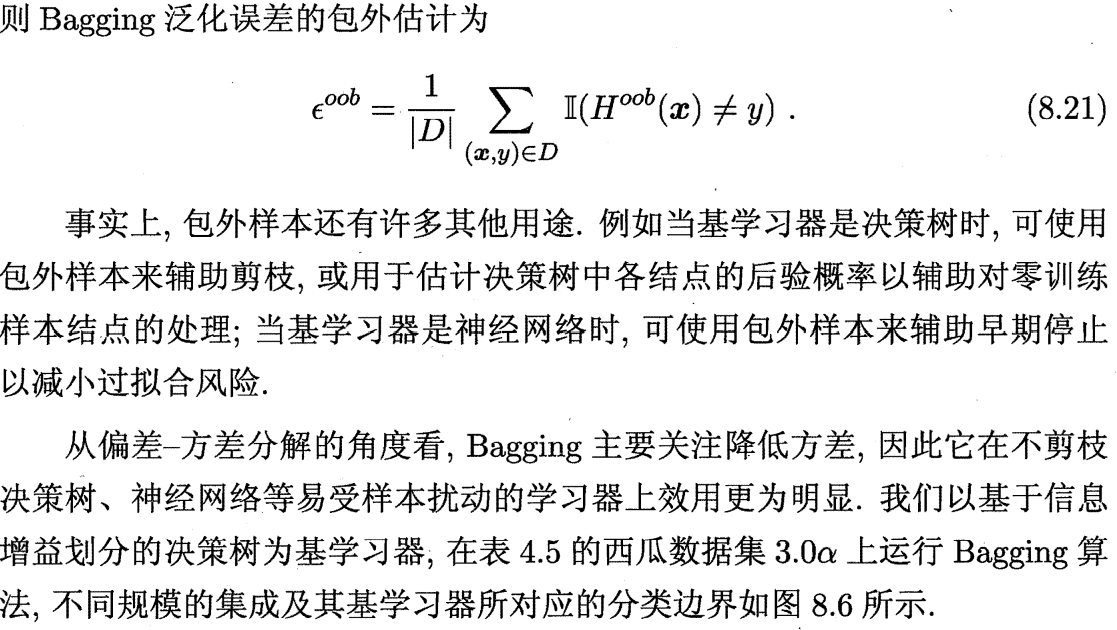 则 Bagging 泛化误差的包外估计为
$\epsilon^{oob} = \frac{1}{|D|} \sum_{(\boldsymbol{x},y)\in D} \mathbb{I}(H^{oob}(\boldsymbol{x}) \neq y)\ .$ (8.21)
事实上, 包外样本还有许多其他用途. 例如当基学习器是决策树时, 可使用
包外样本来辅助剪枝, 或用于估计决策树中各结点的后验概率以辅助对零训练
样本结点的处理; 当基学习器是神经网络时, 可使用包外样本来辅助早期停止
以减小过拟合风险.
从偏差–方差分解的角度看, Bagging 主要关注降低方差, 因此它在不剪枝
决策树、神经网络等易受样本扰动的学习器上效用更为明显. 我们以基于信息
增益划分的决策树为基学习器, 在表 4.5 的西瓜数据集 3.0α 上运行 Bagging 算
法, 不同规模的集成及其基学习器所对应的分类边界如图 8.6 所示.